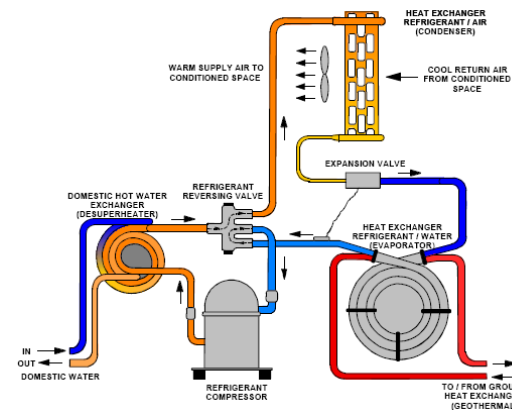 HEAT EXCHANGER
REFRIGERANT / AIR
(CONDENSER)
WARM SUPPLY AIR TO
CONDITIONED SPACE
COOL RETURN AIR
FROM CONDITIONED
SPACE
EXPANSION VALVE
DOMESTIC HOT WATER
EXCHANGER
(DESUPERHEATER)
REFRIGERANT
REVERSING VALVE
HEAT EXCHANGER
REFRIGERANT / WATER
(EVAPORATOR)
IN
OUT
DOMESTIC WATER
REFRIGERANT
COMPRESSOR
TO / FROM GROU
HEAT EXCHANG
(GEOTHERMAL